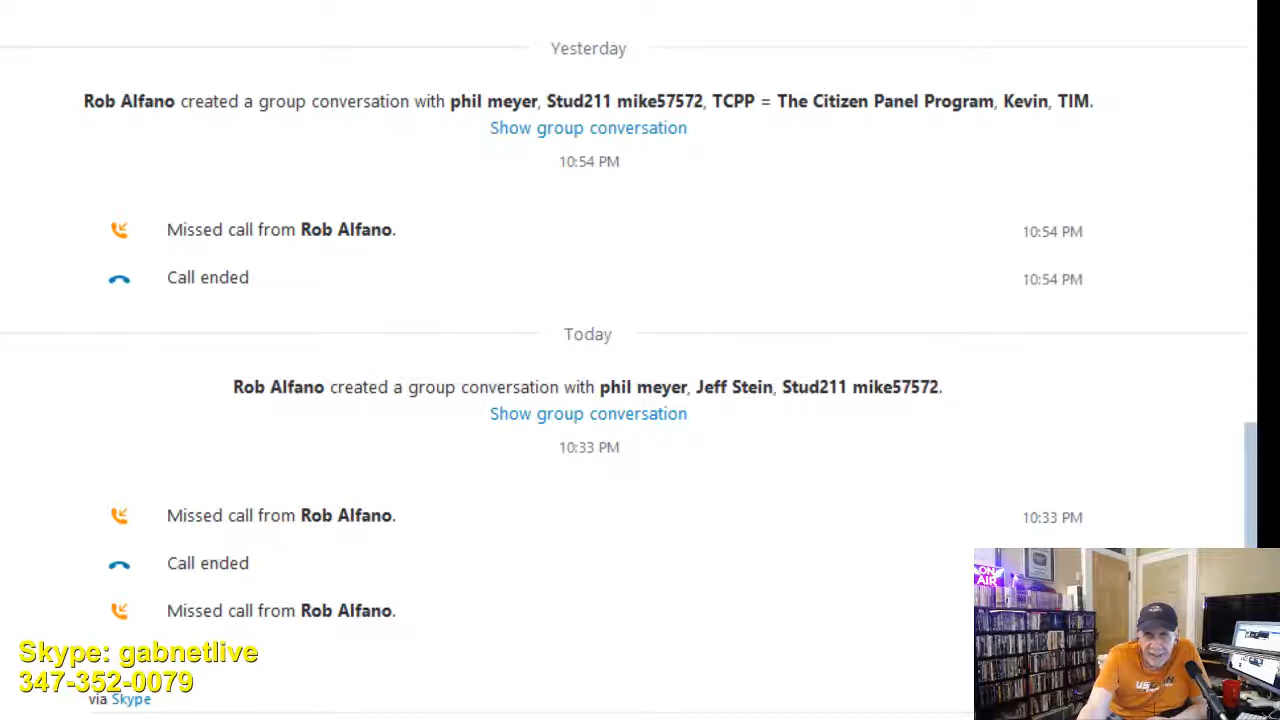 Yesterday
Rob Alfano created a group conversation with phil meyer, Stud211 mike57572, TCPP = The Citizen Panel Program, Kevin, TIM.
Show group conversation
10:54 PM
Missed call from Rob Alfano.
10:54 PM
Call ended
10:54 PM
Today
Rob Alfano created a group conversation with phil meyer, Jeff Stein, Stud211 mike57572.
Show group conversation
10:33 PM
Missed call from Rob Alfano.
10:33 PM
Call ended
Missed call from Rob Alfano.
Skype: gabnetlive
347-352-0079
via Skype
ON
AIR